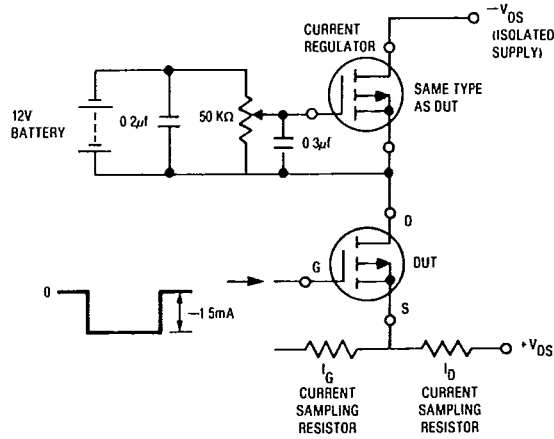 −VDS
(ISOLATED
SUPPLY)
CURRENT
REGULATOR
SAME TYPE
AS DUT
12V
BATTERY
0 2µf
50 KΩ
0 3µf
D
DUT
G
S
0
−1 5mA
IG
CURRENT
SAMPLING
RESISTOR
ID
CURRENT
SAMPLING
RESISTOR
+VDS